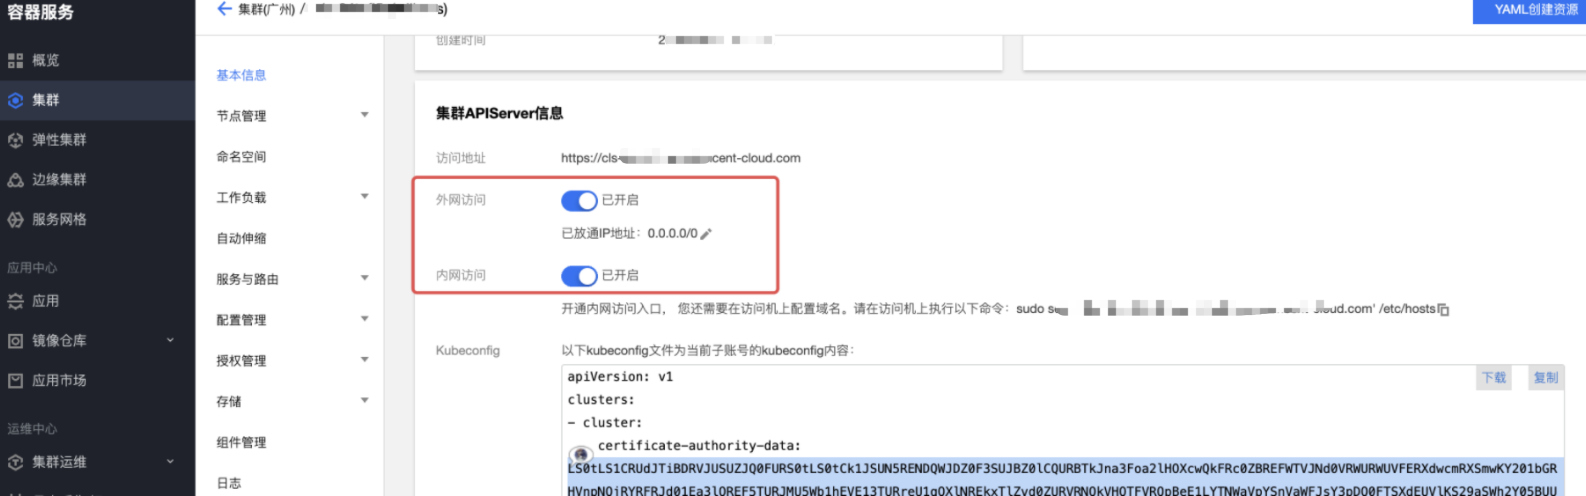 容器服务
集群(广州) /
YAML创建资源
创建时间
概览
集群
弹性集群
边缘集群
服务网格
应用中心
应用
镜像仓库
应用市场
运维中心
集群运维
基本信息
节点管理
命名空间
工作负载
自动伸缩
服务与路由
配置管理
授权管理
存储
组件管理
日志
集群APIServer信息
访问地址 https://cls- cent-cloud.com
外网访问 已开启
已放通IP地址: 0.0.0.0/0
内网访问 已开启
开通内网访问入口, 您还需要在访问机上配置域名。请在访问机上执行以下命令: sudo cloud.com' /etc/hosts
Kubeconfig 以下kubeconfig文件为当前子账号的kubeconfig内容:
下载 复制
apiVersion: v1
clusters:
- cluster:
certificate-authority-data: